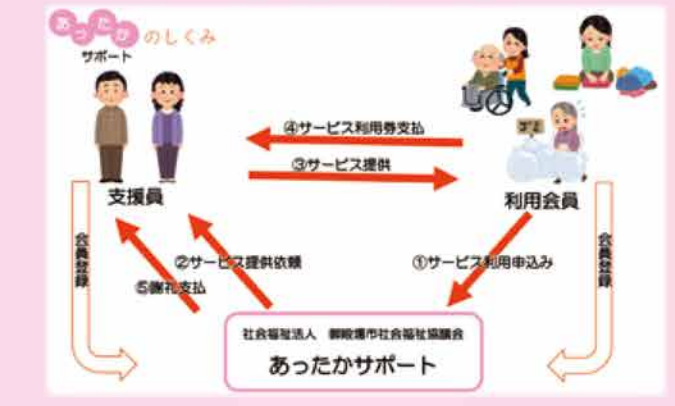 あったか のしくみ
サポート
④サービス利用券支払
③サービス提供
支援員
利用会員
会員登録
②サービス提供依頼
①サービス利用申込み
会員登録
⑤謝礼支払
社会福祉法人 御殿場市社会福祉協議会
あったかサポート
ゴミ